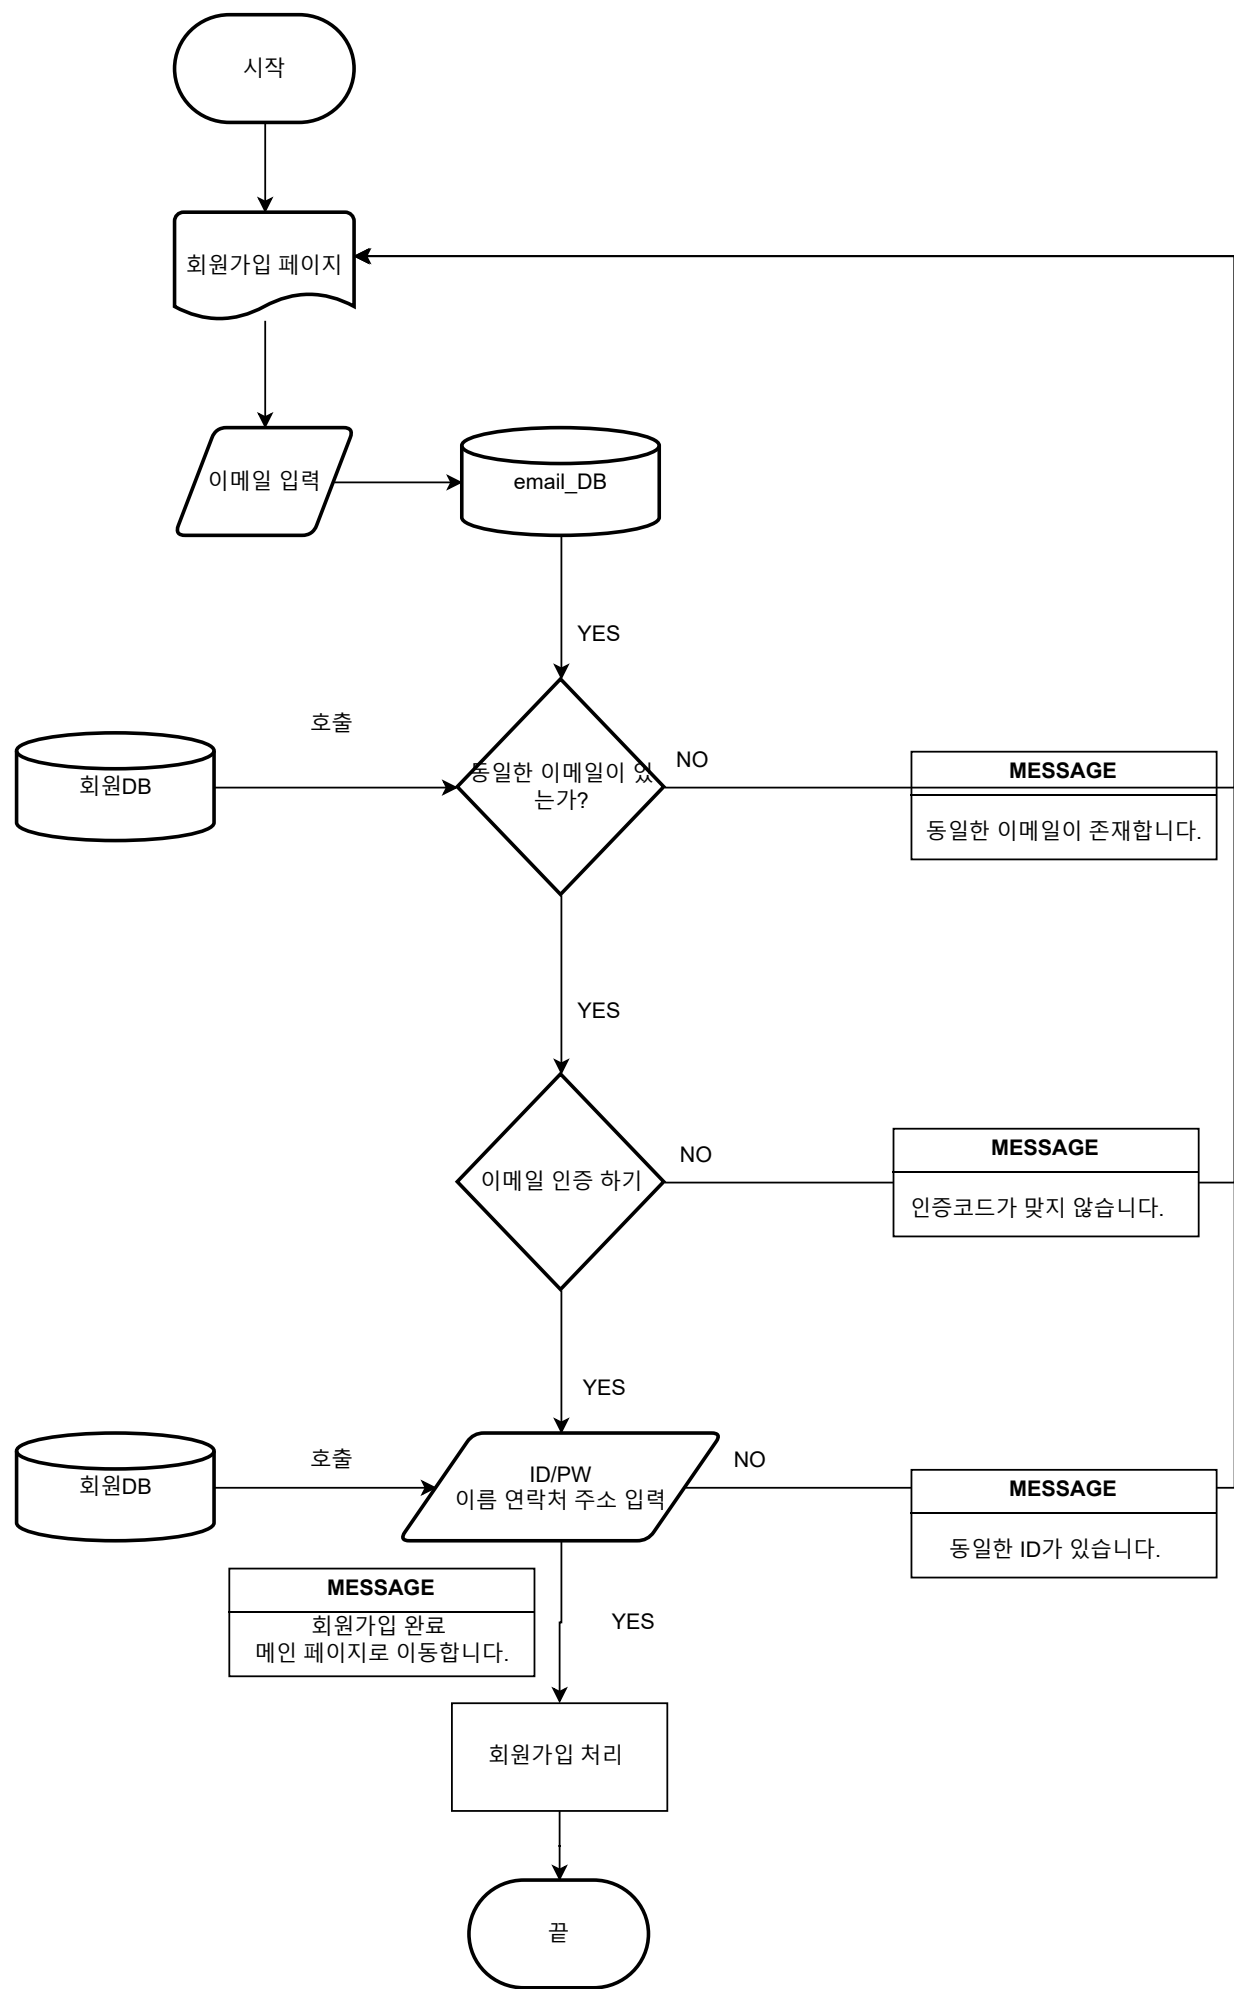 시작
회원가입 페이지
이메일 입력
email_DB
YES
호출
회원DB
동일한 이메일이 있
는가?
NO
MESSAGE
동일한 이메일이 존재합니다.
YES
이메일 인증 하기
NO
MESSAGE
인증코드가 맞지 않습니다.
YES
회원DB
호출
ID/PW
이름 연락처 주소 입력
NO
MESSAGE
동일한 ID가 있습니다.
MESSAGE
회원가입 완료
메인 페이지로 이동합니다.
YES
회원가입 처리
끝